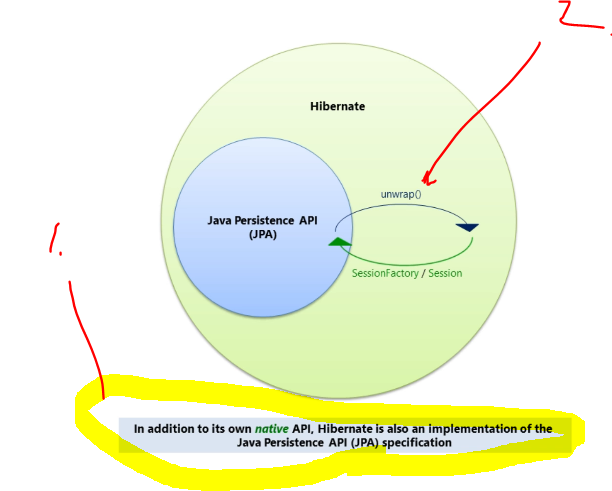 2.
Hibernate
unwrap()
Java Persistence API
(JPA)
1.
SessionFactory / Session
In addition to its own native API, Hibernate is also an implementation of the
Java Persistence API (JPA) specification